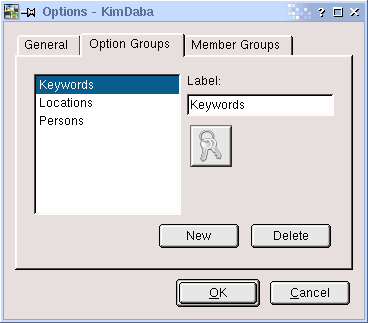 Options - KimDaba
General Option Groups Member Groups
Keywords
Locations
Persons
Label:
Keywords
New Delete
OK Cancel